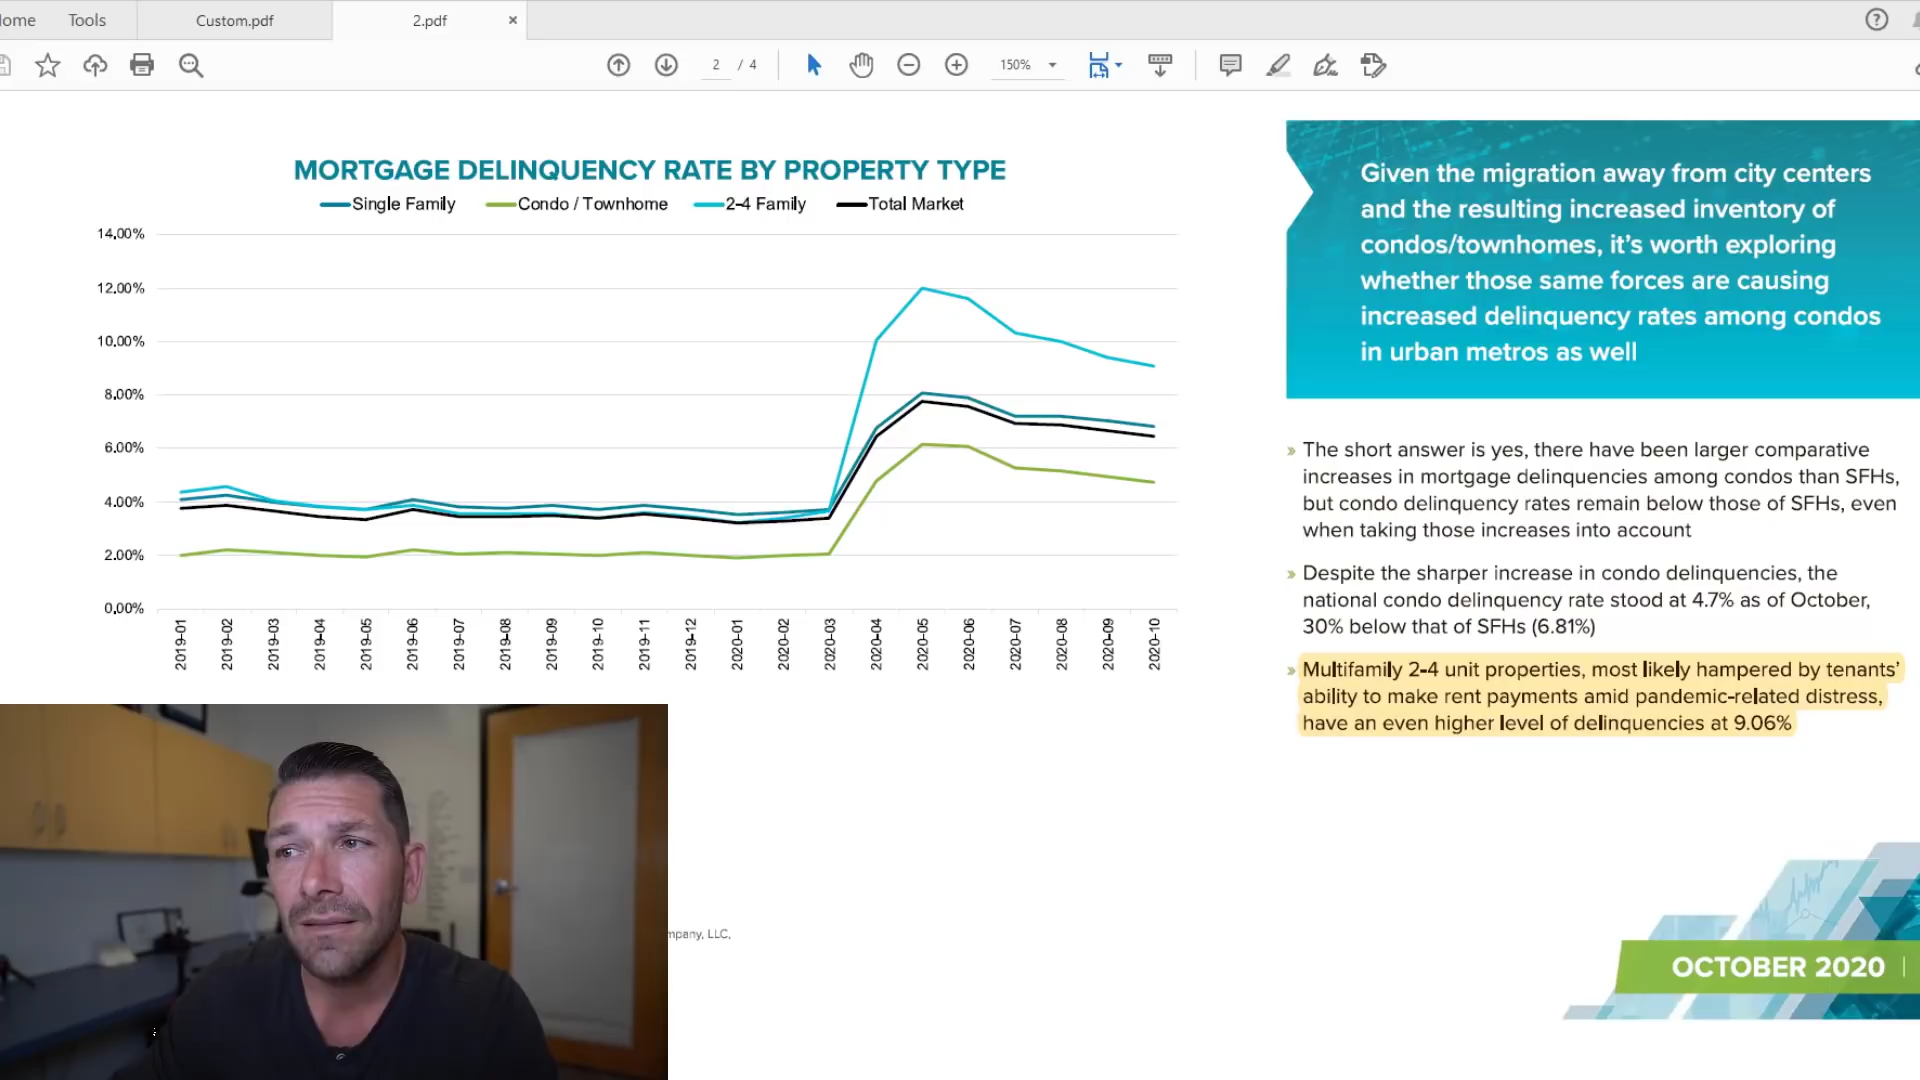 ome Tools Custom.pdf 2.pdf ×
2 / 4 150%
MORTGAGE DELINQUENCY RATE BY PROPERTY TYPE
Single Family Condo / Townhome 2-4 Family Total Market
14.00%
12.00%
10.00%
8.00%
6.00%
4.00%
2.00%
0.00%
2019-01 2019-02 2019-03 2019-04 2019-05 2019-06 2019-07 2019-08 2019-09 2019-10 2019-11 2019-12 2020-01 2020-02 2020-03 2020-04 2020-05 2020-06 2020-07 2020-08 2020-09 2020-10
Given the migration away from city centers
and the resulting increased inventory of
condos/townhomes, it's worth exploring
whether those same forces are causing
increased delinquency rates among condos
in urban metros as well
» The short answer is yes, there have been larger comparative
increases in mortgage delinquencies among condos than SFHs,
but condo delinquency rates remain below those of SFHs, even
when taking those increases into account
» Despite the sharper increase in condo delinquencies, the
national condo delinquency rate stood at 4.7% as of October,
30% below that of SFHs (6.81%)
» Multifamily 2-4 unit properties, most likely hampered by tenants'
ability to make rent payments amid pandemic-related distress,
have an even higher level of delinquencies at 9.06%
mpany, LLC.
OCTOBER 2020 |